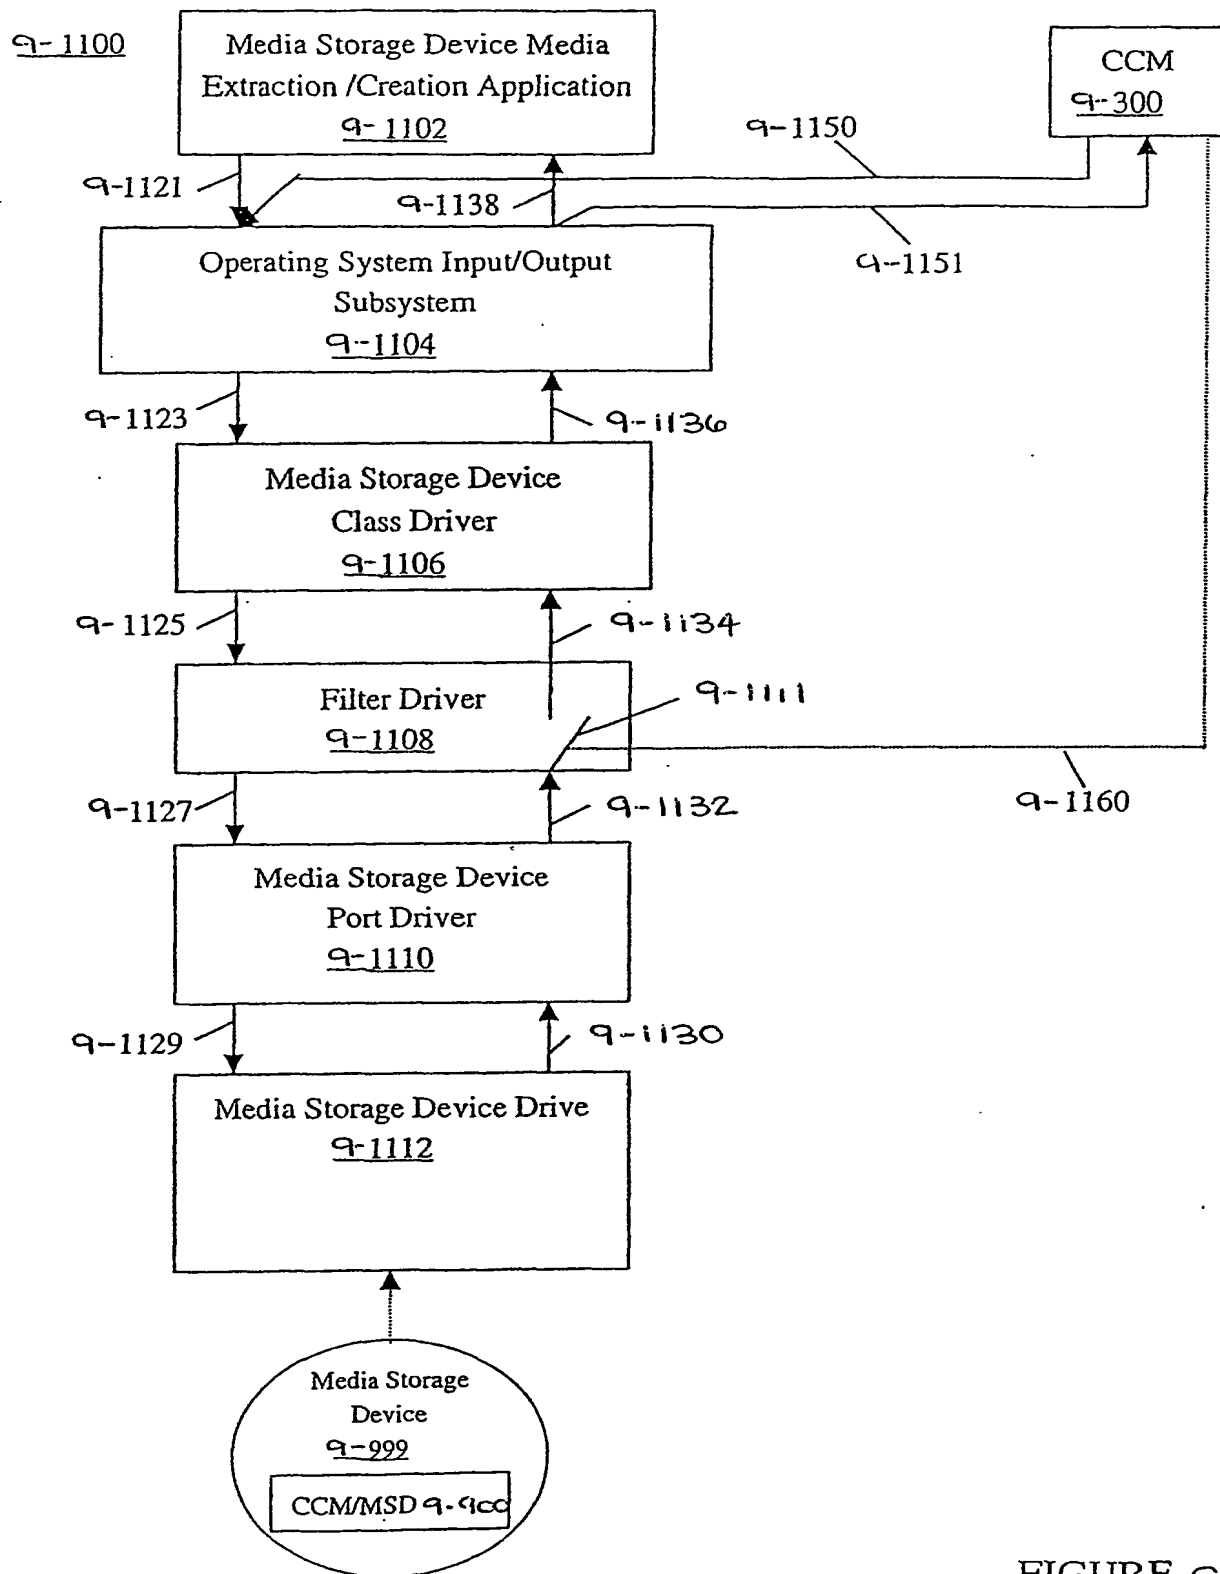 9-1100
Media Storage Device Media
Extraction /Creation Application
9-1102
CCM
9-300
9-1150
9-1121
9-1138
9-1151
Operating System Input/Output
Subsystem
9-1104
9-1123
9-1136
Media Storage Device
Class Driver
9-1106
9-1125
9-1134
Filter Driver
9-1108
9-1111
9-1127
9-1132
9-1160
Media Storage Device
Port Driver
9-1110
9-1129
9-1130
Media Storage Device Drive
9-1112
Media Storage
Device
9-999
CCM/MSD 9-900
FIGURE